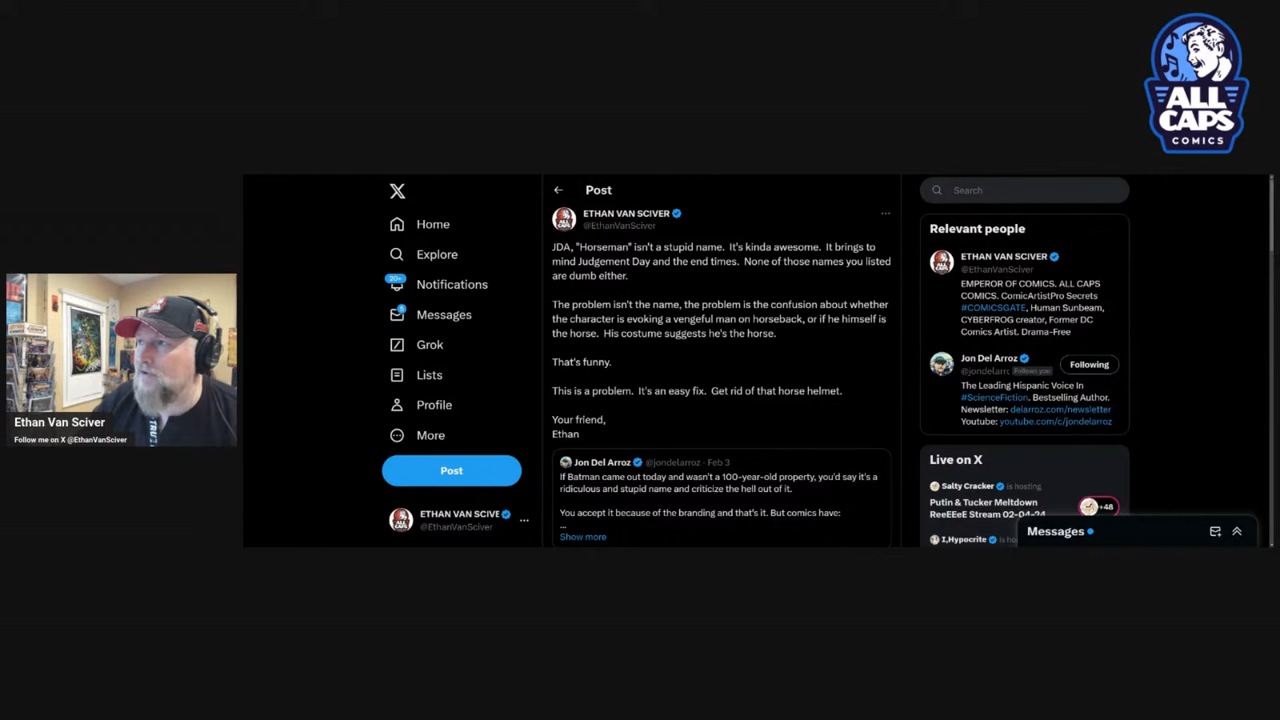 ALL
CAPS
COMICS
Ethan Van Sciver
Follow me on X @EthanVanSciver
Home
Explore
20+
Notifications
Messages
Grok
Lists
Profile
More
Post
ETHAN VAN SCIVE
@EthanVanSciver
Post
ETHAN VAN SCIVER
@EthanVanSciver
JDA, "Horseman" isn't a stupid name. It's kinda awesome. It brings to
mind Judgement Day and the end times. None of those names you listed
are dumb either.
The problem isn't the name, the problem is the confusion about whether
the character is evoking a vengeful man on horseback, or if he himself is
the horse. His costume suggests he's the horse.
That's funny.
This is a problem. It's an easy fix. Get rid of that horse helmet.
Your friend,
Ethan
Jon Del Arroz @jondelarroz · Feb 3
If Batman came out today and wasn't a 100-year-old property, you'd say it's a
ridiculous and stupid name and criticize the hell out of it.
You accept it because of the branding and that's it. But comics have:
...
Show more
Search
Relevant people
ETHAN VAN SCIVER
@EthanVanSciver
EMPEROR OF COMICS. ALL CAPS
COMICS. ComicArtistPro Secrets
#COMICSGATE, Human Sunbeam,
CYBERFROG creator, Former DC
Comics Artist. Drama-Free
Jon Del Arroz
@jondelarr Follows you
Following
The Leading Hispanic Voice In
#ScienceFiction. Bestselling Author.
Newsletter: delarroz.com/newsletter
Youtube: youtube.com/c/jondelarroz
Live on X
Salty Cracker is hosting
Putin & Tucker Meltdown
ReeEEeE Stream 02-04-24
+48
I,Hypocrite is ho
Messages